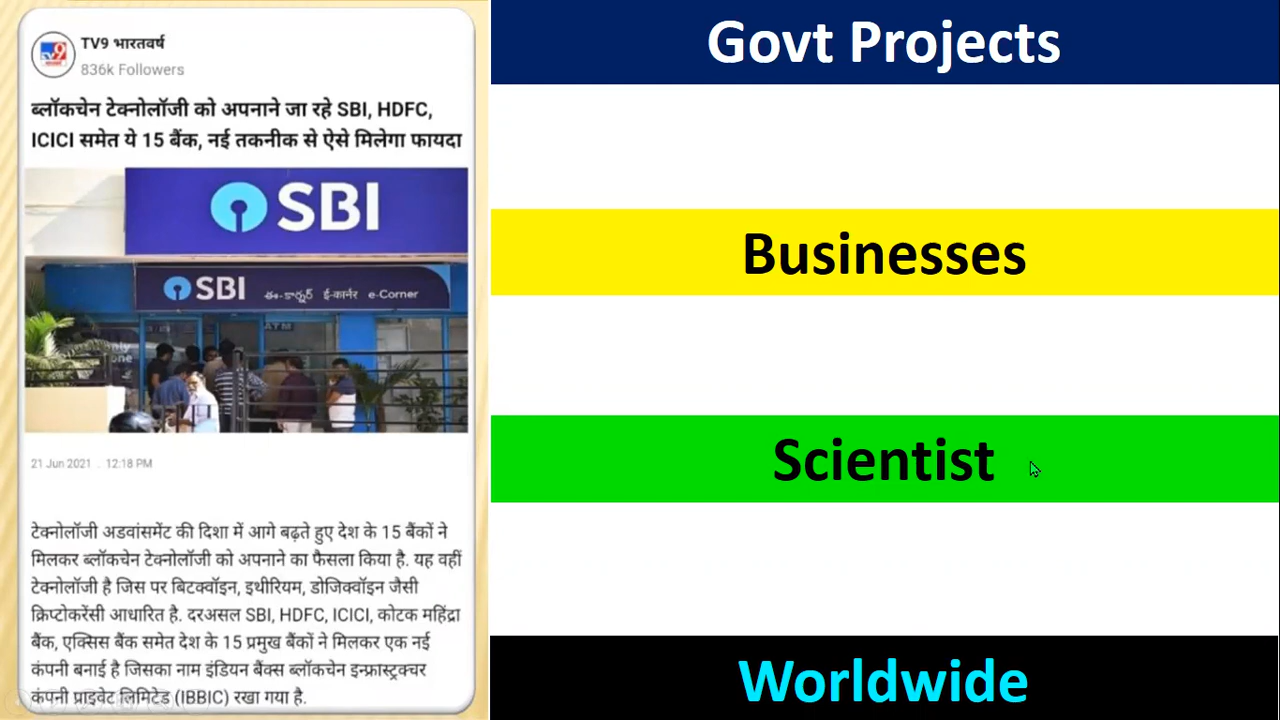 TV9 भारतवर्ष
836k Followers
ब्लॉकचेन टेक्नोलॉजी को अपनाने जा रहे SBI, HDFC,
ICICI समेत ये 15 बैंक, नई तकनीक से ऐसे मिलेगा फायदा
SBI
SBI ఈ-కార్నర్ ई-कॉर्नर e-Corner
ATM
21 Jun 2021 . 12:18 PM
टेक्नोलॉजी अडवांसमेंट की दिशा में आगे बढ़ते हुए देश के 15 बैंकों ने
मिलकर ब्लॉकचेन टेक्नोलॉजी को अपनाने का फैसला किया है. यह वहीं
टेक्नोलॉजी है जिस पर बिटक्वॉइन, इथीरियम, डोजिक्वॉइन जैसी
क्रिप्टोकरेंसी आधारित है. दरअसल SBI, HDFC, ICICI, कोटक महिंद्रा
बैंक, एक्सिस बैंक समेत देश के 15 प्रमुख बैंकों ने मिलकर एक नई
कंपनी बनाई है जिसका नाम इंडियन बैंक्स ब्लॉकचेन इन्फ्रास्ट्रक्चर
कंपनी प्राइवेट लिमिटेड (IBBIC) रखा गया है.
Govt Projects
Businesses
Scientist
Worldwide